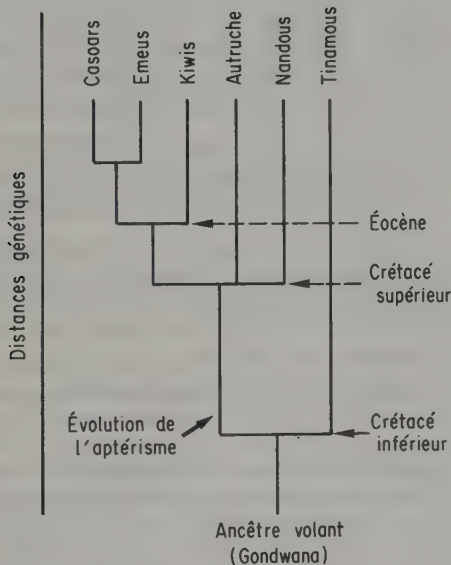 Casoars
Emeus
Kiwis
Autruche
Nandous
Tinamous
Distances génétiques
Éocène
Crétacé
supérieur
Évolution de
l'aptérisme
Crétacé
inférieur
Ancêtre volant
(Gondwana)